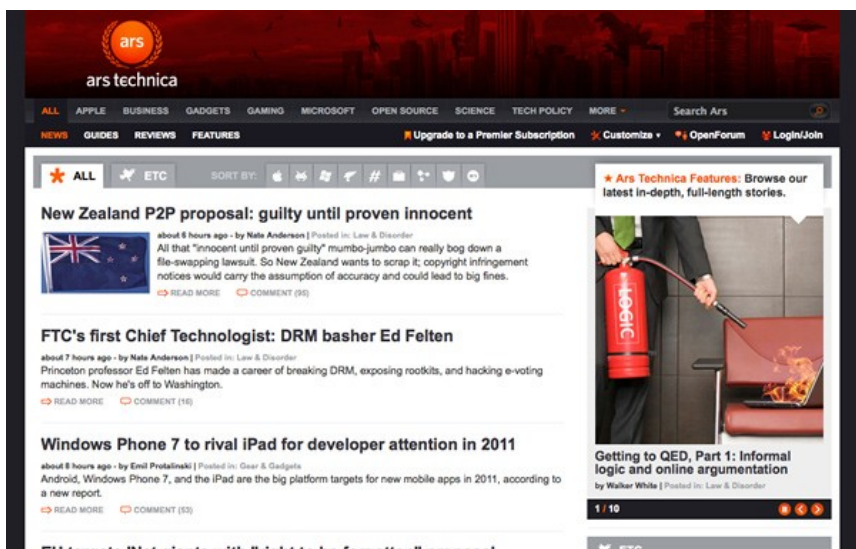 ars
ars technica
ALL APPLE BUSINESS GADGETS GAMING MICROSOFT OPEN SOURCE SCIENCE TECH POLICY MORE Search Ars
NEWS GUIDES REVIEWS FEATURES Upgrade to a Premier Subscription Customize OpenForum Login/Join
ALL ETC SORT BY: #
New Zealand P2P proposal: guilty until proven innocent
about 6 hours ago - by Nate Anderson | Posted in: Law & Disorder
All that "innocent until proven guilty" mumbo-jumbo can really bog down a
file-swapping lawsuit. So New Zealand wants to scrap it; copyright infringement
notices would carry the assumption of accuracy and could lead to big fines.
READ MORE COMMENT (95)
FTC's first Chief Technologist: DRM basher Ed Felten
about 7 hours ago - by Nate Anderson | Posted in: Law & Disorder
Princeton professor Ed Felten has made a career of breaking DRM, exposing rootkits, and hacking e-voting
machines. Now he's off to Washington.
READ MORE COMMENT (16)
Windows Phone 7 to rival iPad for developer attention in 2011
about 8 hours ago - by Emil Protalinski | Posted in: Gear & Gadgets
Android, Windows Phone 7, and the iPad are the big platform targets for new mobile apps in 2011, according to
a new report.
READ MORE COMMENT (53)
Ars Technica Features: Browse our
latest in-depth, full-length stories.
LOGIC
Getting to QED, Part 1: Informal
logic and online argumentation
by Walker White | Posted in: Law & Disorder
1 / 10
ETC